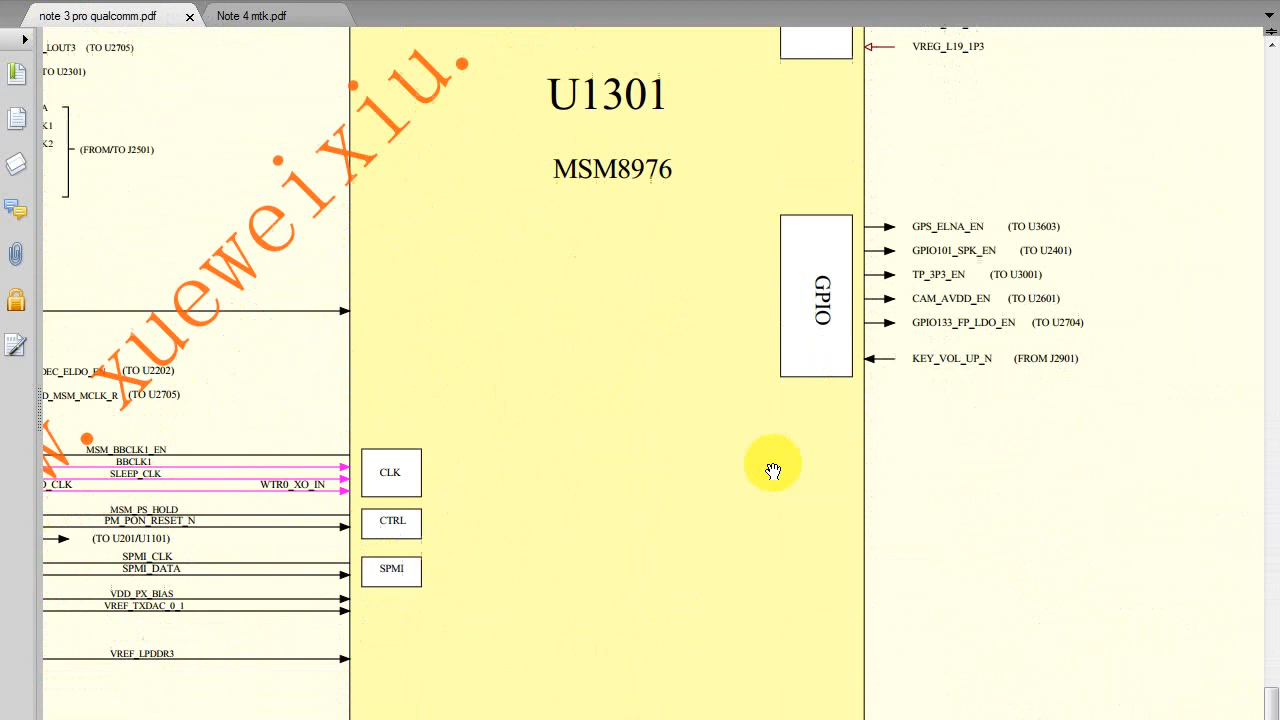 note 3 pro qualcomm.pdf
Note 4 mtk.pdf
_LOUT3 (TO U2705)
TO U2301)
K1
K2
(FROM/TO J2501)
U1301
MSM8976
VREG_L19_1P3
GPIO
GPS_ELNA_EN (TO U3603)
GPIO101_SPK_EN (TO U2401)
TP_3P3_EN (TO U3001)
CAM_AVDD_EN (TO U2601)
GPIO133_FP_LDO_EN (TO U2704)
KEY_VOL_UP_N (FROM J2901)
w.xueweixiu.
(TO U2202)
D_MSM_MCLK_R (TO U2705)
MSM_BBCLK1_EN
BBCLK1
SLEEP_CLK
_CLK WTR0_XO_IN
CLK
MSM_PS_HOLD
PM_PON_RESET_N
CTRL
(TO U201/U1101)
SPMI_CLK
SPMI_DATA
SPMI
VDD_PX_BIAS
VREF_TXDAC_0_1
VREF_LPDDR3